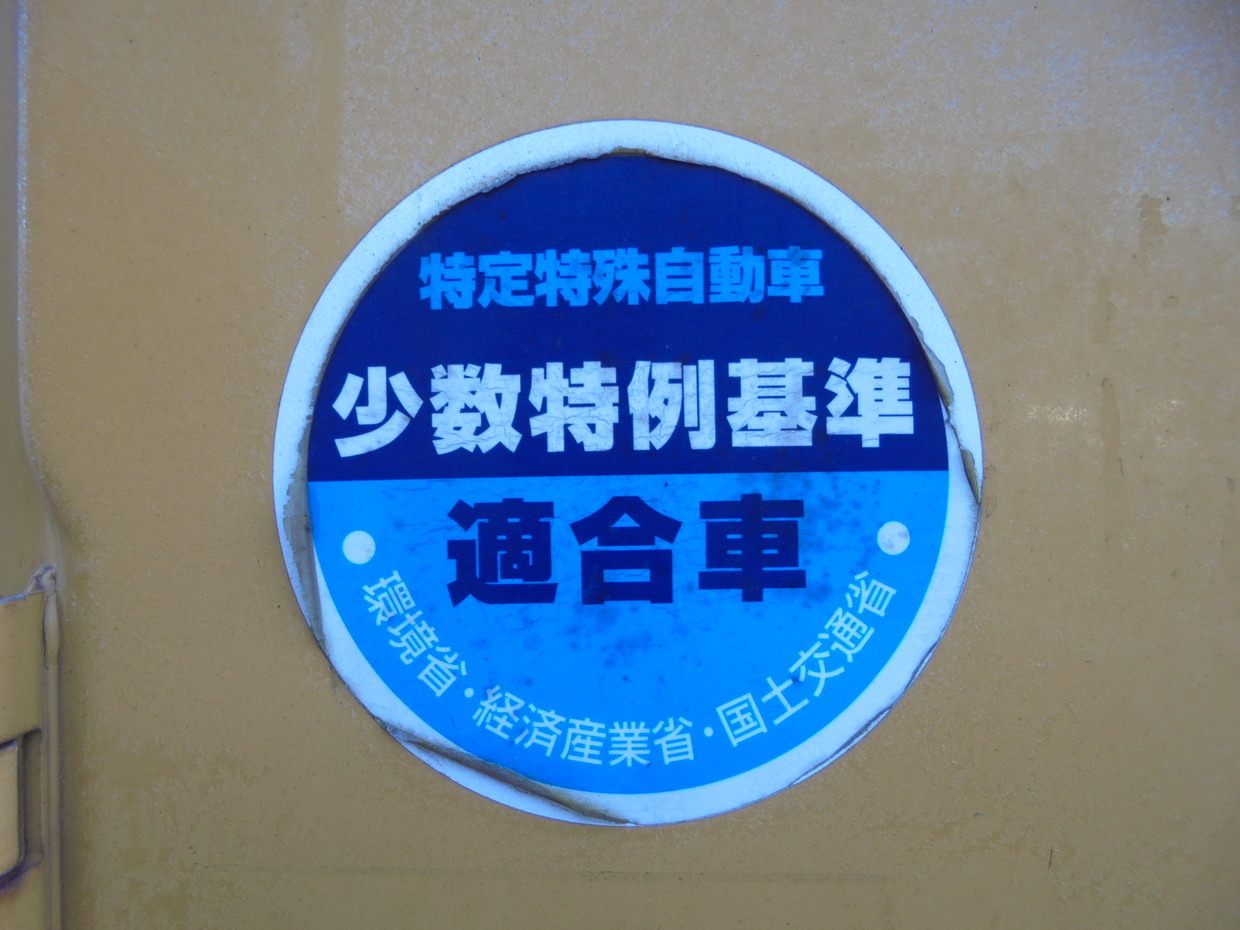 特定特殊自動車
少数特例基準
適合車
環境省・経済産業省・国土交通省